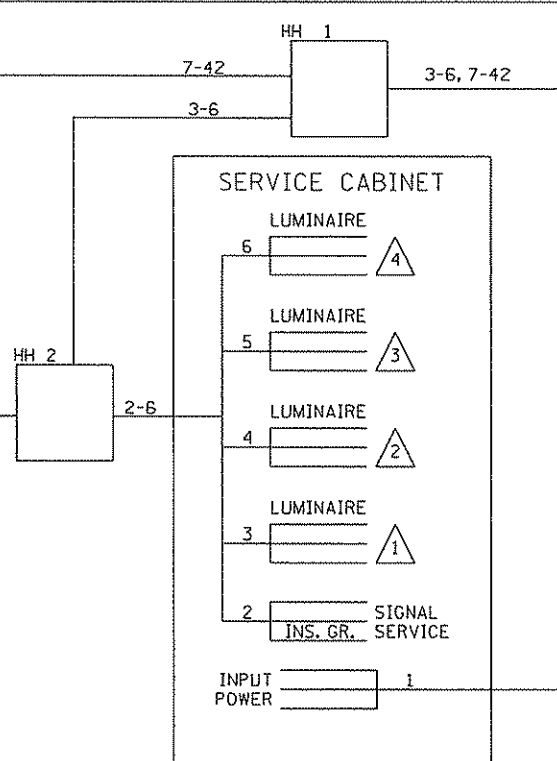 HH 1
7-42
3-6, 7-42
3-6
SERVICE CABINET
LUMINAIRE
6
4
LUMINAIRE
5
3
HH 2
2-6
LUMINAIRE
4
2
LUMINAIRE
3
1
2
SIGNAL
INS. GR. SERVICE
INPUT
POWER
1